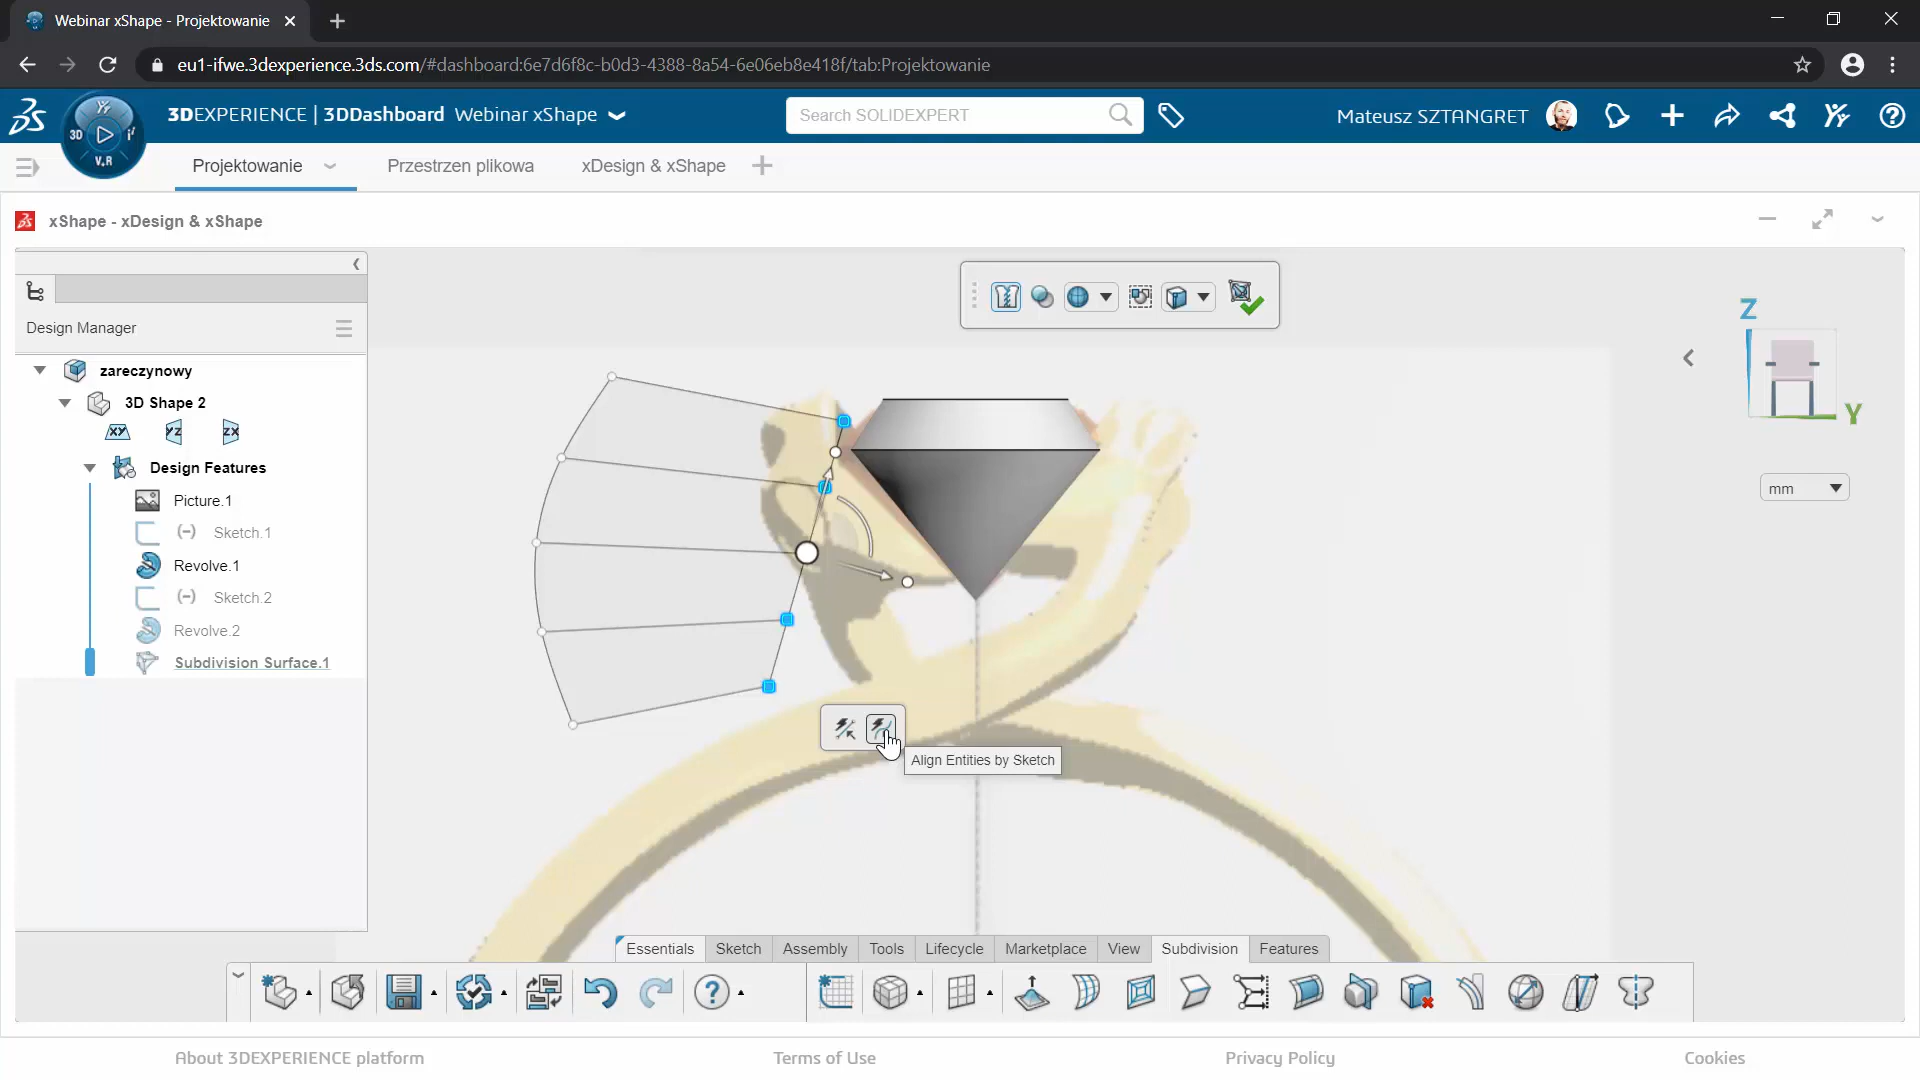 Webinar xShape - Projektowanie
eu1-ifwe.3dexperience.3ds.com/#dashboard:6e7d6f8c-b0d3-4388-8a54-6e06eb8e418f/tab:Projektowanie
3D
V.R
3DEXPERIENCE | 3DDashboard Webinar xShape
Search SOLIDEXPERT
Mateusz SZTANGRET
Projektowanie
Przestrzen plikowa
xDesign & xShape
xShape - xDesign & xShape
Design Manager
zareczynowy
3D Shape 2
XY
YZ
ZX
Design Features
Picture.1
(-) Sketch.1
Revolve.1
(-) Sketch.2
Revolve.2
Subdivision Surface.1
Z
Y
mm
Align Entities by Sketch
Essentials
Sketch
Assembly
Tools
Lifecycle
Marketplace
View
Subdivision
Features
About 3DEXPERIENCE platform
Terms of Use
Privacy Policy
Cookies